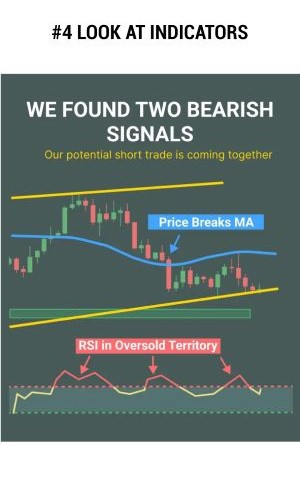 #4 LOOK AT INDICATORS
WE FOUND TWO BEARISH
SIGNALS
Our potential short trade is coming together
Price Breaks MA
RSI in Oversold Territory